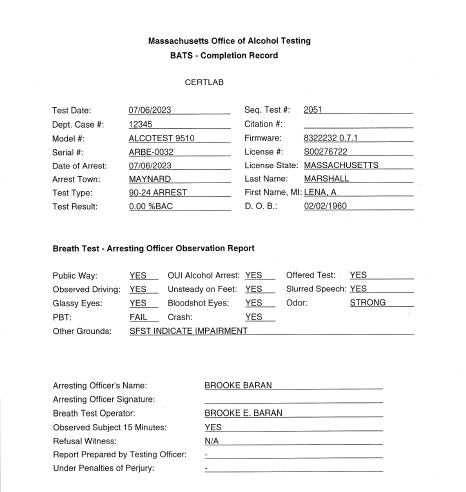 Massachusetts Office of Alcohol Testing
BATS - Completion Record
CERTLAB
Test Date: 07/06/2023 Seq. Test #: 2051
Dept. Case #: 12345 Citation #:
Model #: ALCOTEST 9510 Firmware: 8322232 0.7.1
Serial #: ARBE-0032 License #: S00276722
Date of Arrest: 07/06/2023 License State: MASSACHUSETTS
Arrest Town: MAYNARD Last Name: MARSHALL
Test Type: 90-24 ARREST First Name, MI: LENA, A
Test Result: 0.00 %BAC D. O. B.: 02/02/1960
Breath Test - Arresting Officer Observation Report
Public Way: YES OUI Alcohol Arrest: YES Offered Test: YES
Observed Driving: YES Unsteady on Feet: YES Slurred Speech: YES
Glassy Eyes: YES Bloodshot Eyes: YES Odor: STRONG
PBT: FAIL Crash: YES
Other Grounds: SFST INDICATE IMPAIRMENT
Arresting Officer's Name: BROOKE BARAN
Arresting Officer Signature:
Breath Test Operator: BROOKE E. BARAN
Observed Subject 15 Minutes: YES
Refusal Witness: N/A
Report Prepared by Testing Officer: -
Under Penalties of Perjury: -